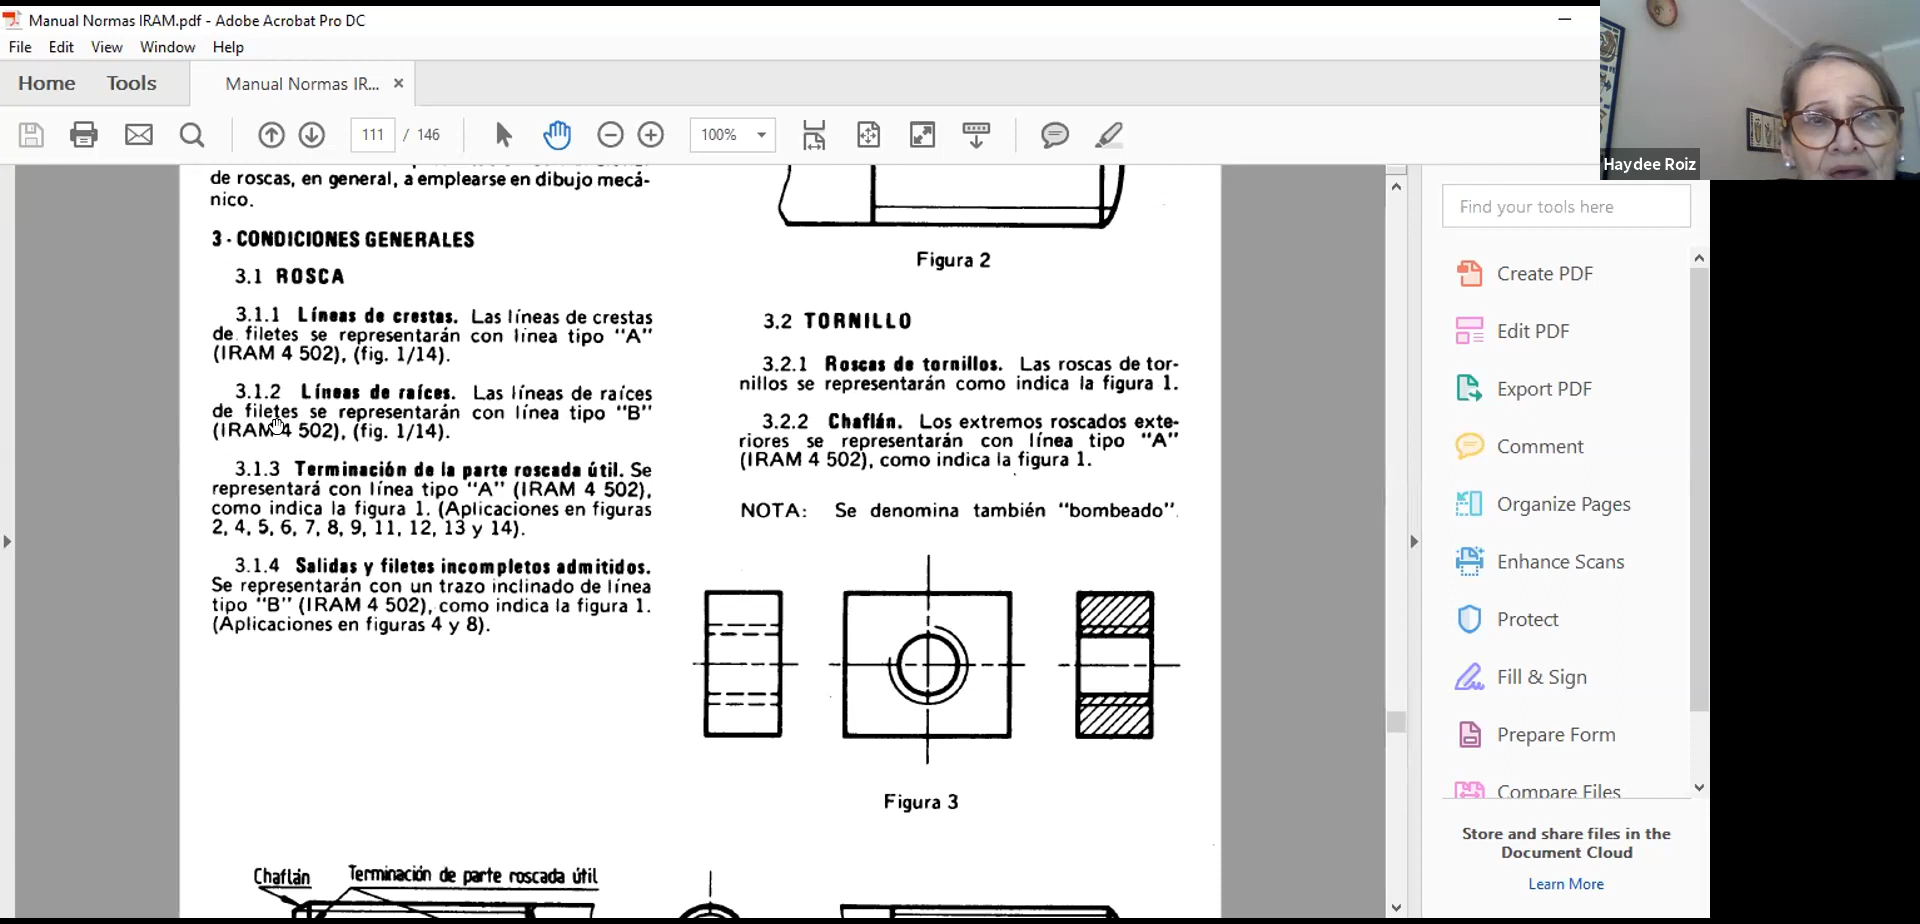 Manual Normas IRAM.pdf - Adobe Acrobat Pro DC
File Edit View Window Help
Home Tools Manual Normas IR... ×
111 / 146 100%
Haydee Roiz
de roscas, en general, a emplearse en dibujo mecá-
nico.
3 - CONDICIONES GENERALES
3.1 ROSCA
3.1.1 Líneas de crestas. Las líneas de crestas
de filetes se representarán con línea tipo "A"
(IRAM 4 502), (fig. 1/14).
3.1.2 Líneas de raíces. Las líneas de raíces
de filetes se representarán con línea tipo "B"
(IRAM 4 502), (fig. 1/14).
3.1.3 Terminación de la parte roscada útil. Se
representará con línea tipo "A" (IRAM 4 502),
como indica la figura 1. (Aplicaciones en figuras
2, 4, 5, 6, 7, 8, 9, 11, 12, 13 y 14).
3.1.4 Salidas y filetes incompletos admitidos.
Se representarán con un trazo inclinado de línea
tipo "B" (IRAM 4 502), como indica la figura 1.
(Aplicaciones en figuras 4 y 8).
Figura 2
3.2 TORNILLO
3.2.1 Roscas de tornillos. Las roscas de tor-
nillos se representarán como indica la figura 1.
3.2.2 Chaflán. Los extremos roscados exte-
riores se representarán con línea tipo "A"
(IRAM 4 502), como indica la figura 1.
NOTA: Se denomina también "bombeado".
Figura 3
Chaflán
Terminación de parte roscada útil
Find your tools here
Create PDF
Edit PDF
Export PDF
Comment
Organize Pages
Enhance Scans
Protect
Fill & Sign
Prepare Form
Compare Files
Store and share files in the
Document Cloud
Learn More